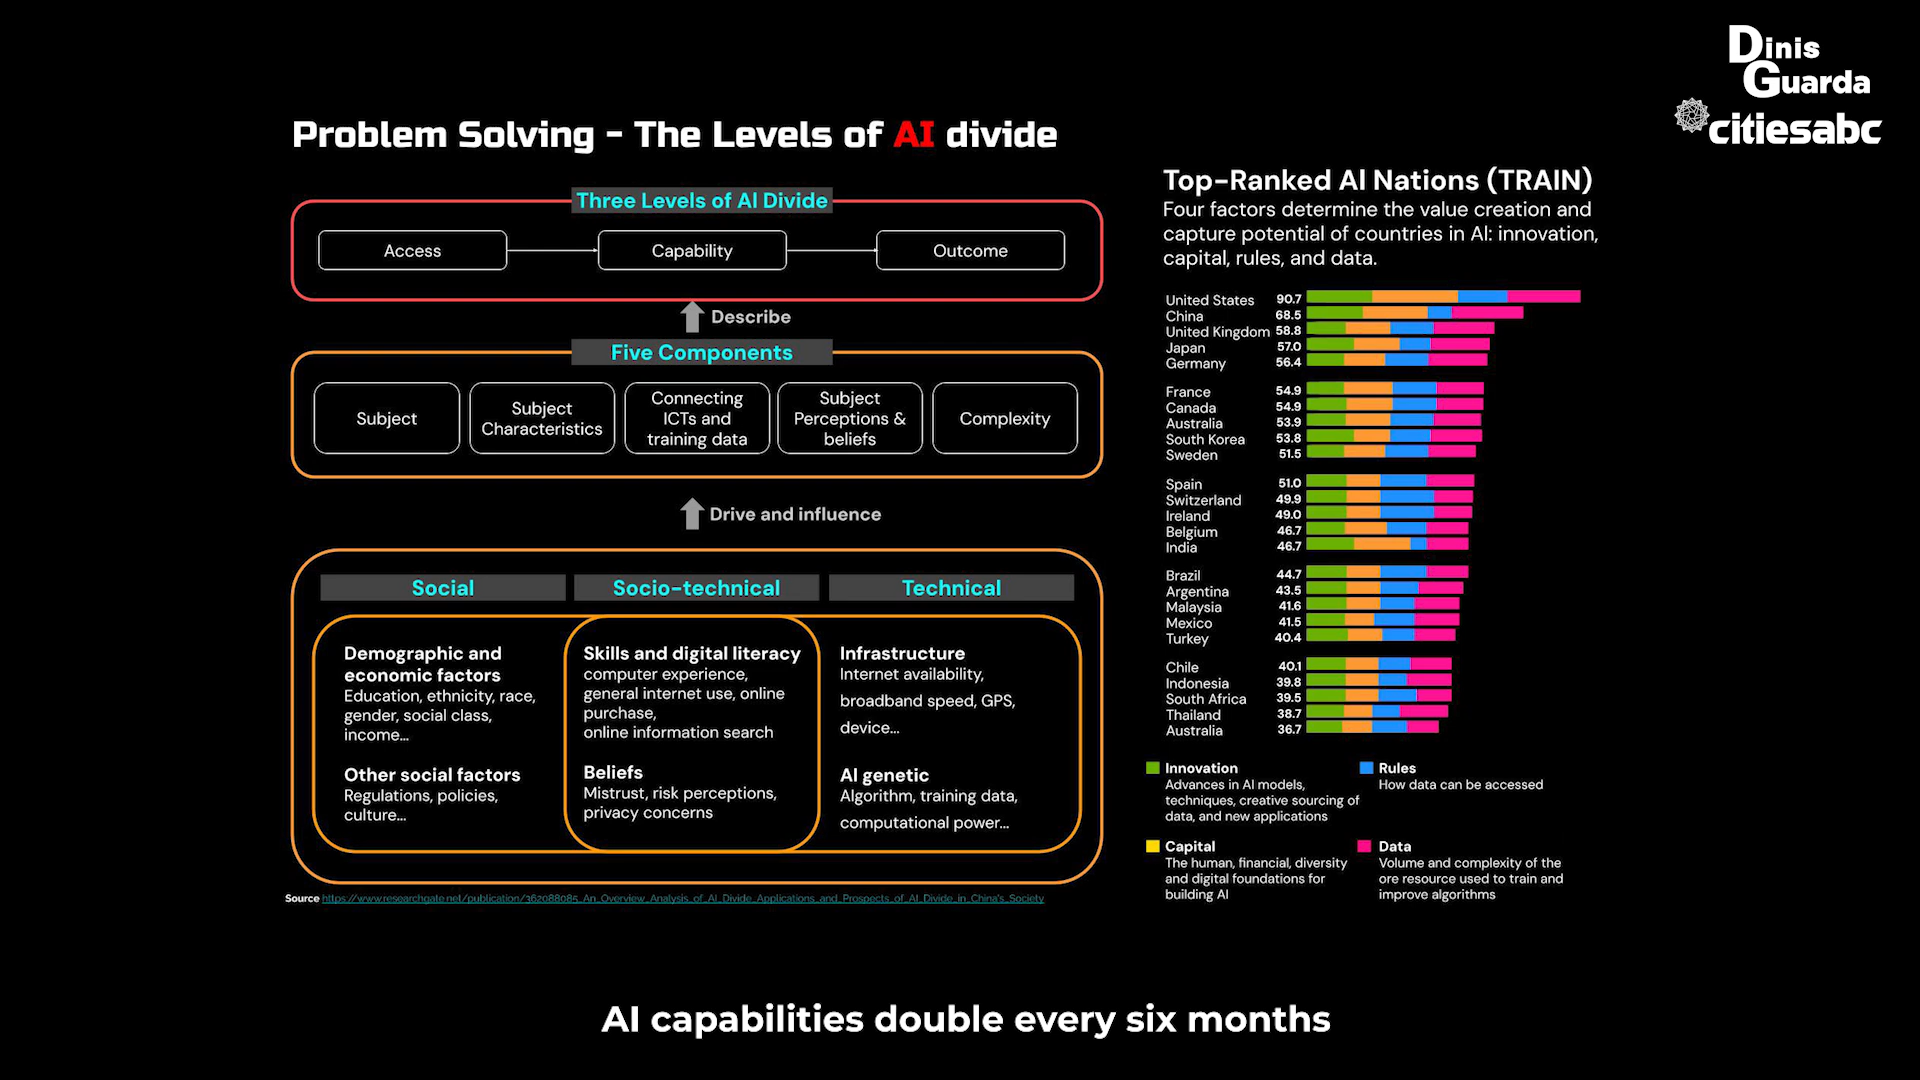 Dinis
Guarda
citiesabc
Problem Solving - The Levels of AI divide
Three Levels of AI Divide
Access
Capability
Outcome
Describe
Five Components
Subject
Subject
Characteristics
Connecting
ICTs and
training data
Subject
Perceptions &
beliefs
Complexity
Drive and influence
Social
Socio-technical
Technical
Demographic and
economic factors
Education, ethnicity, race,
gender, social class,
income...
Other social factors
Regulations, policies,
culture...
Skills and digital literacy
computer experience,
general internet use, online
purchase,
online information search
Beliefs
Mistrust, risk perceptions,
privacy concerns
Infrastructure
Internet availability,
broadband speed, GPS,
device...
AI genetic
Algorithm, training data,
computational power...
Source https://www.researchgate.net/publication/362088085_An_Overview_Analysis_of_AI_Divide_Applications_and_Prospects_of_AI_Divide_in_China's_Society
Top-Ranked AI Nations (TRAIN)
Four factors determine the value creation and
capture potential of countries in AI: innovation,
capital, rules, and data.
United States 90.7
China 68.5
United Kingdom 58.8
Japan 57.0
Germany 56.4
France 54.9
Canada 54.9
Australia 53.9
South Korea 53.8
Sweden 51.5
Spain 51.0
Switzerland 49.9
Ireland 49.0
Belgium 46.7
India 46.7
Brazil 44.7
Argentina 43.5
Malaysia 41.6
Mexico 41.5
Turkey 40.4
Chile 40.1
Indonesia 39.8
South Africa 39.5
Thailand 38.7
Australia 36.7
Innovation
Advances in AI models,
techniques, creative sourcing of
data, and new applications
Rules
How data can be accessed
Capital
The human, financial, diversity
and digital foundations for
building AI
Data
Volume and complexity of the
ore resource used to train and
improve algorithms
AI capabilities double every six months